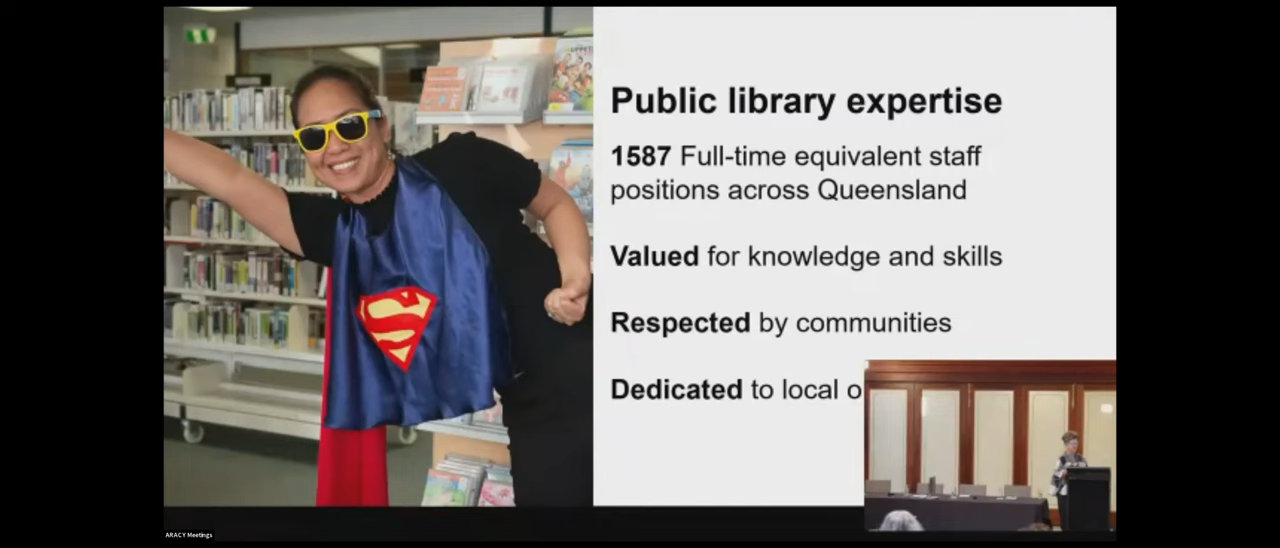 Public library expertise
1587 Full-time equivalent staff
positions across Queensland
Valued for knowledge and skills
Respected by communities
Dedicated to local o
ARACY Meetings